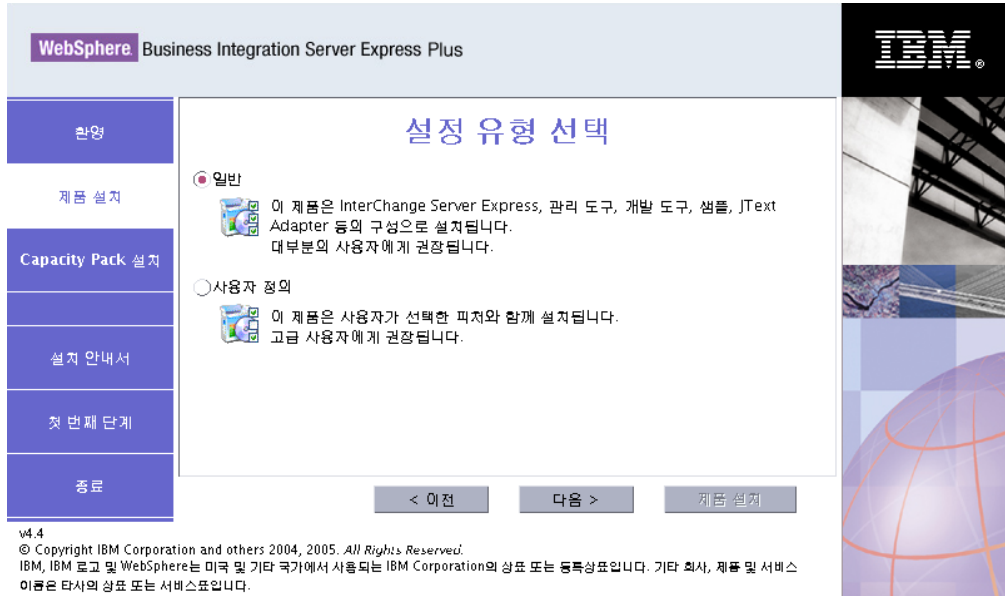 WebSphere. Business Integration Server Express Plus
IBM®
환영
제품 설치
Capacity Pack 설치
설치 안내서
첫 번째 단계
종료
설정 유형 선택
일반
이 제품은 InterChange Server Express, 관리 도구, 개발 도구, 샘플, JText
Adapter 등의 구성으로 설치됩니다.
대부분의 사용자에게 권장됩니다.
사용자 정의
이 제품은 사용자가 선택한 피처와 함께 설치됩니다.
고급 사용자에게 권장됩니다.
< 이전
다음 >
제품 설치
v4.4
© Copyright IBM Corporation and others 2004, 2005. All Rights Reserved.
IBM, IBM 로고 및 WebSphere는 미국 및 기타 국가에서 사용되는 IBM Corporation의 상표 또는 등록상표입니다. 기타 회사, 제품 및 서비스
이름은 타사의 상표 또는 서비스표입니다.